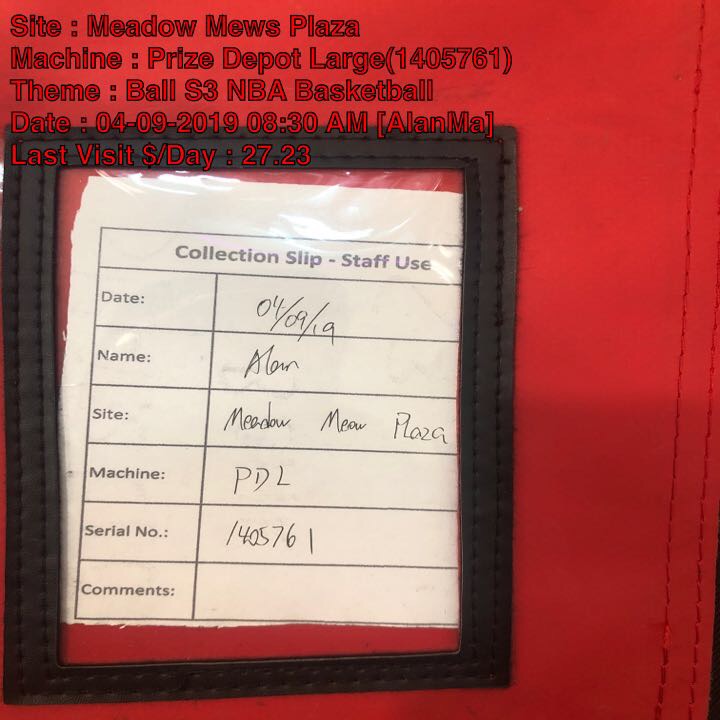 Site : Meadow Mews Plaza
Machine : Prize Depot Large(1405761)
Theme : Ball S3 NBA Basketball
Date : 04-09-2019 08:30 AM [AlanMa]
Last Visit $/Day : 27.23
Collection Slip - Staff Use
Date: 04/09/19
Name: Alan
Site: Meadow Meow Plaza
Machine: PDL
Serial No.: 1405761
Comments: